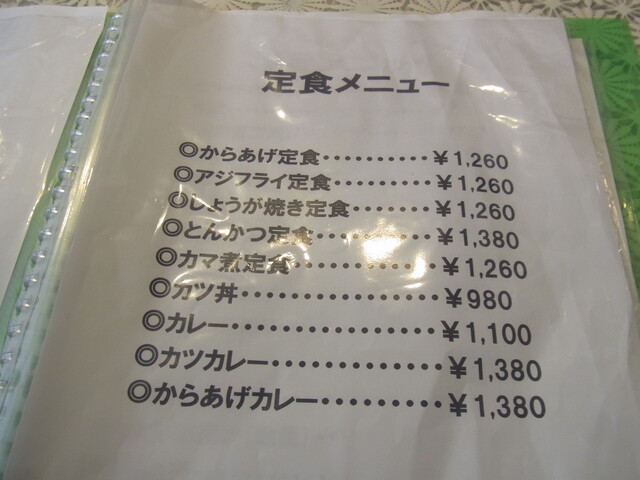 定食メニュー
◎からあげ定食･･････････￥1,260
◎アジフライ定食････････￥1,260
◎しょうが焼き定食･･･････￥1,260
◎とんかつ定食･･････････￥1,380
◎カマ煮定食･･･････････￥1,260
◎カツ丼･･････････････￥980
◎カレー･･･････････････￥1,100
◎カツカレー････････････￥1,380
◎からあげカレー････････￥1,380